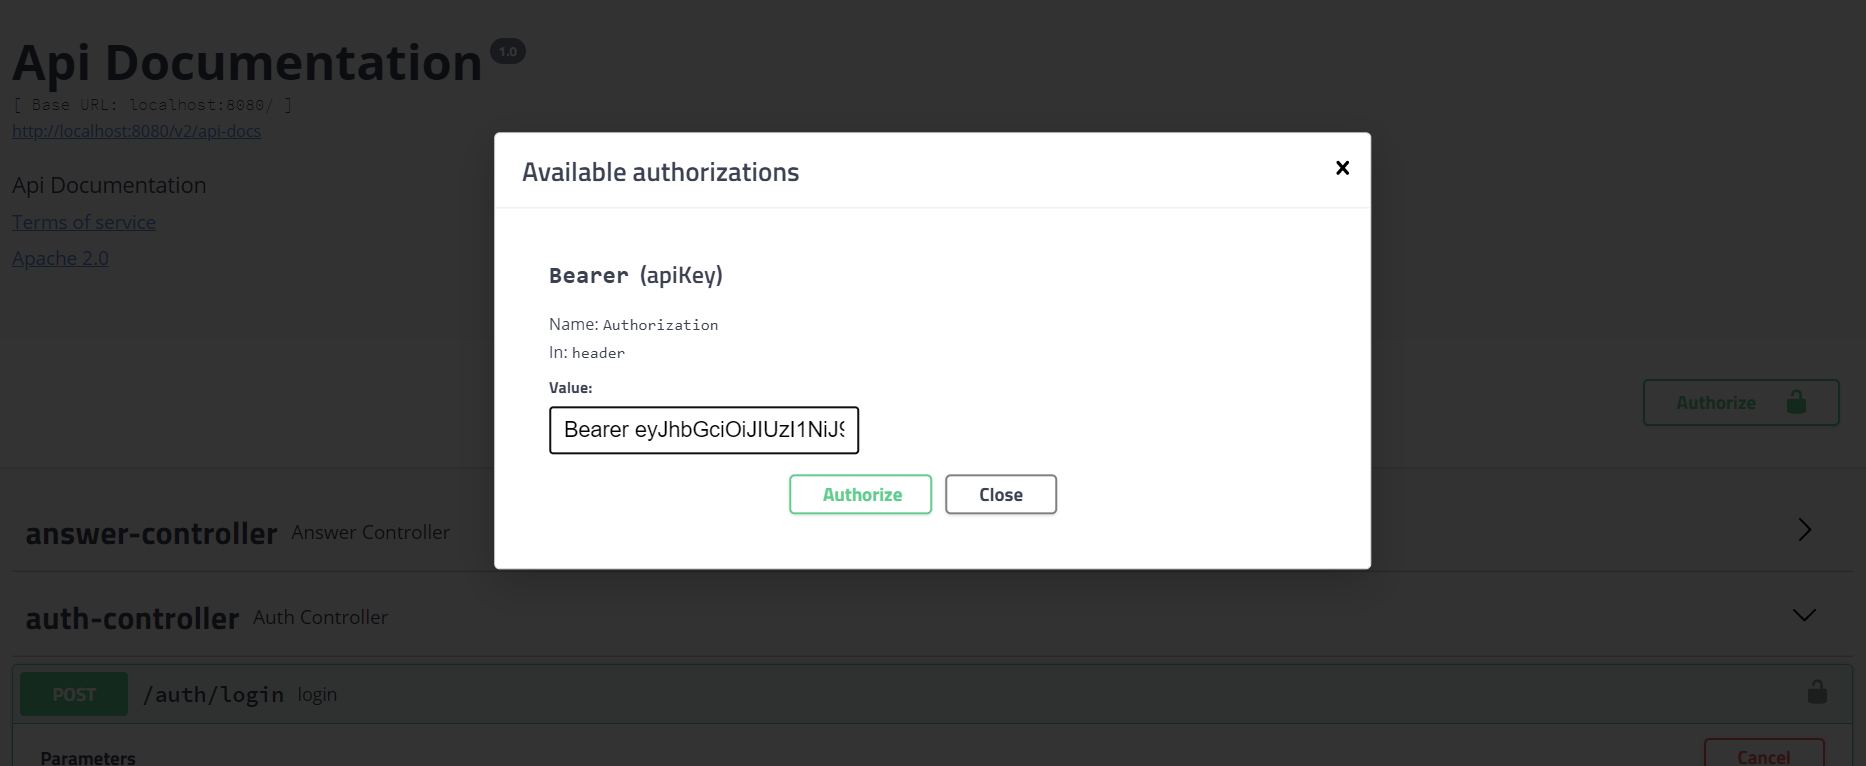 Api Documentation 1.0
[ Base URL: localhost:8080/ ]
http://localhost:8080/v2/api-docs
Api Documentation
Terms of service
Apache 2.0
Available authorizations
Bearer (apiKey)
Name: Authorization
In: header
Value:
Bearer eyJhbGciOiJIUzI1NiJ9
Authorize Close
Authorize
answer-controller Answer Controller
auth-controller Auth Controller
POST /auth/login login
Parameters
Cancel